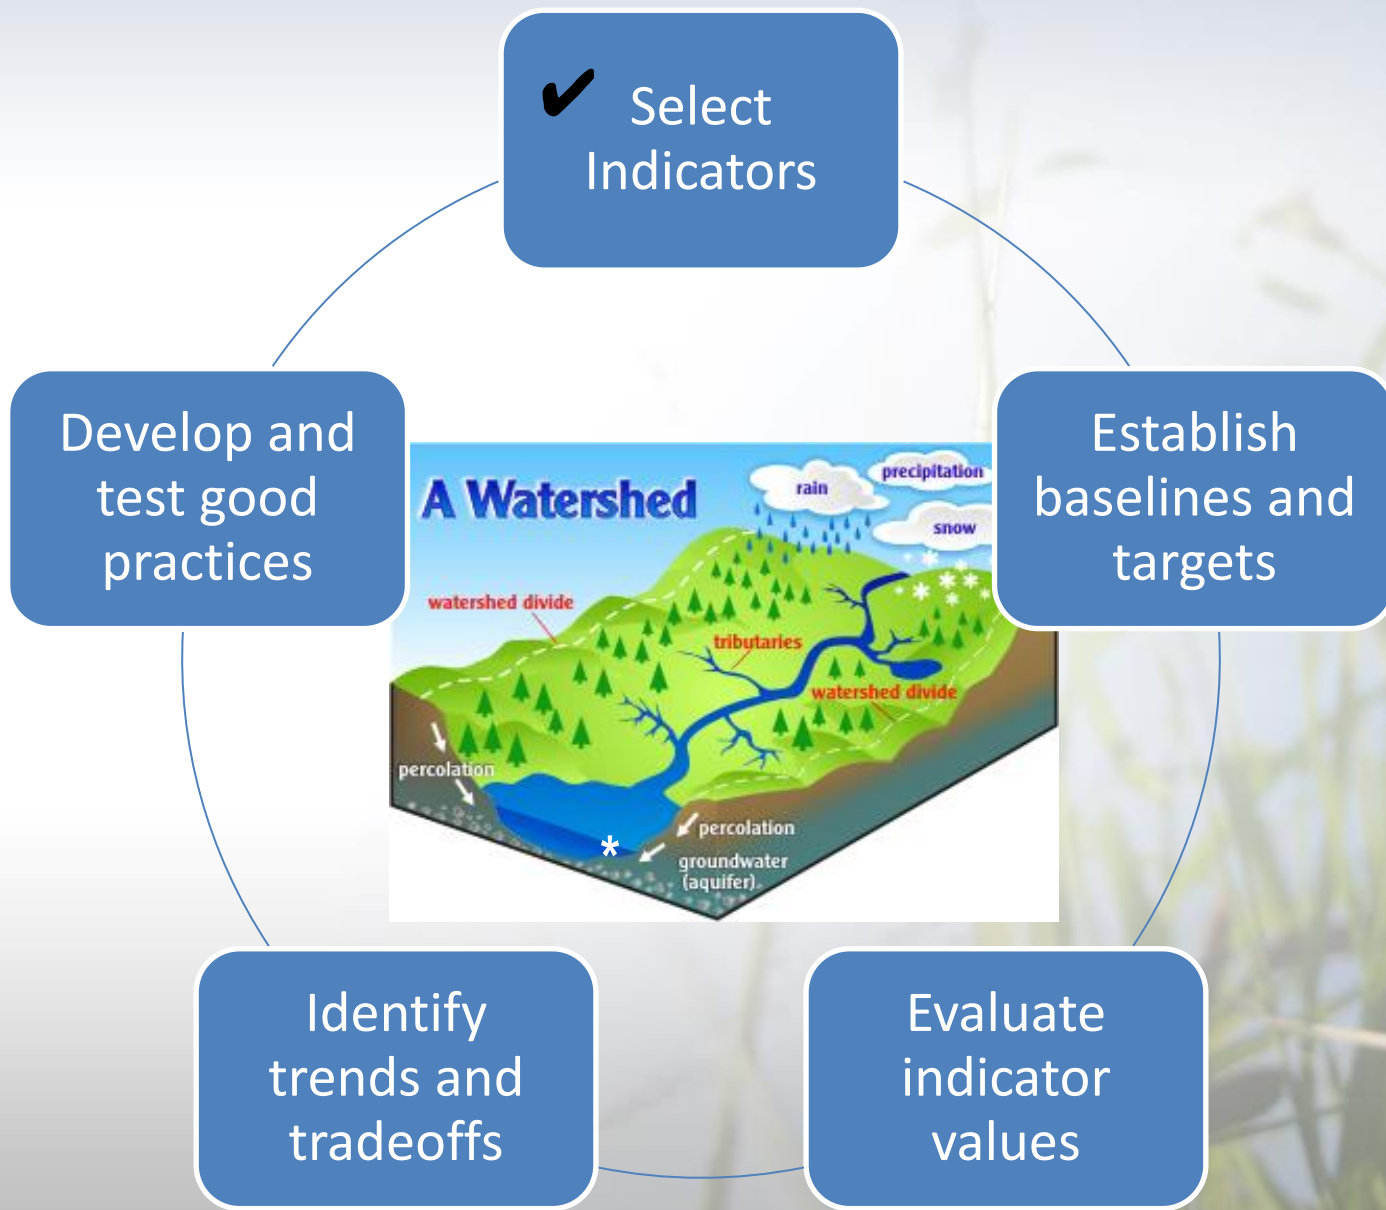 ✔ Select
Indicators
Establish
baselines and
targets
Evaluate
indicator
values
Identify
trends and
tradeoffs
Develop and
test good
practices
A Watershed
rain
precipitation
snow
watershed divide
tributaries
watershed divide
percolation
percolation
groundwater
(aquifer)
*